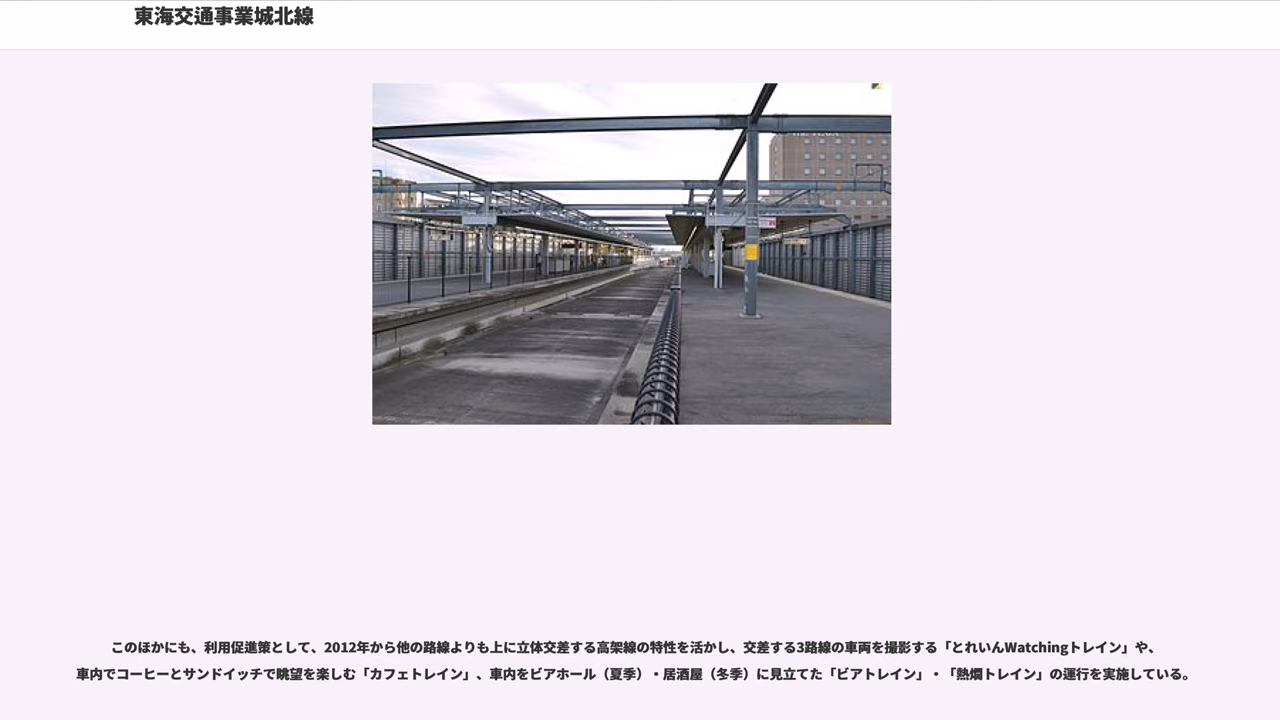 東海交通事業城北線
このほかにも、利用促進策として、2012年から他の路線よりも上に立体交差する高架線の特性を活かし、交差する3路線の車両を撮影する「とれいんWatchingトレイン」や、
車内でコーヒーとサンドイッチで眺望を楽しむ「カフェトレイン」、車内をビアホール（夏季）・居酒屋（冬季）に見立てた「ビアトレイン」・「熱燗トレイン」の運行を実施している。